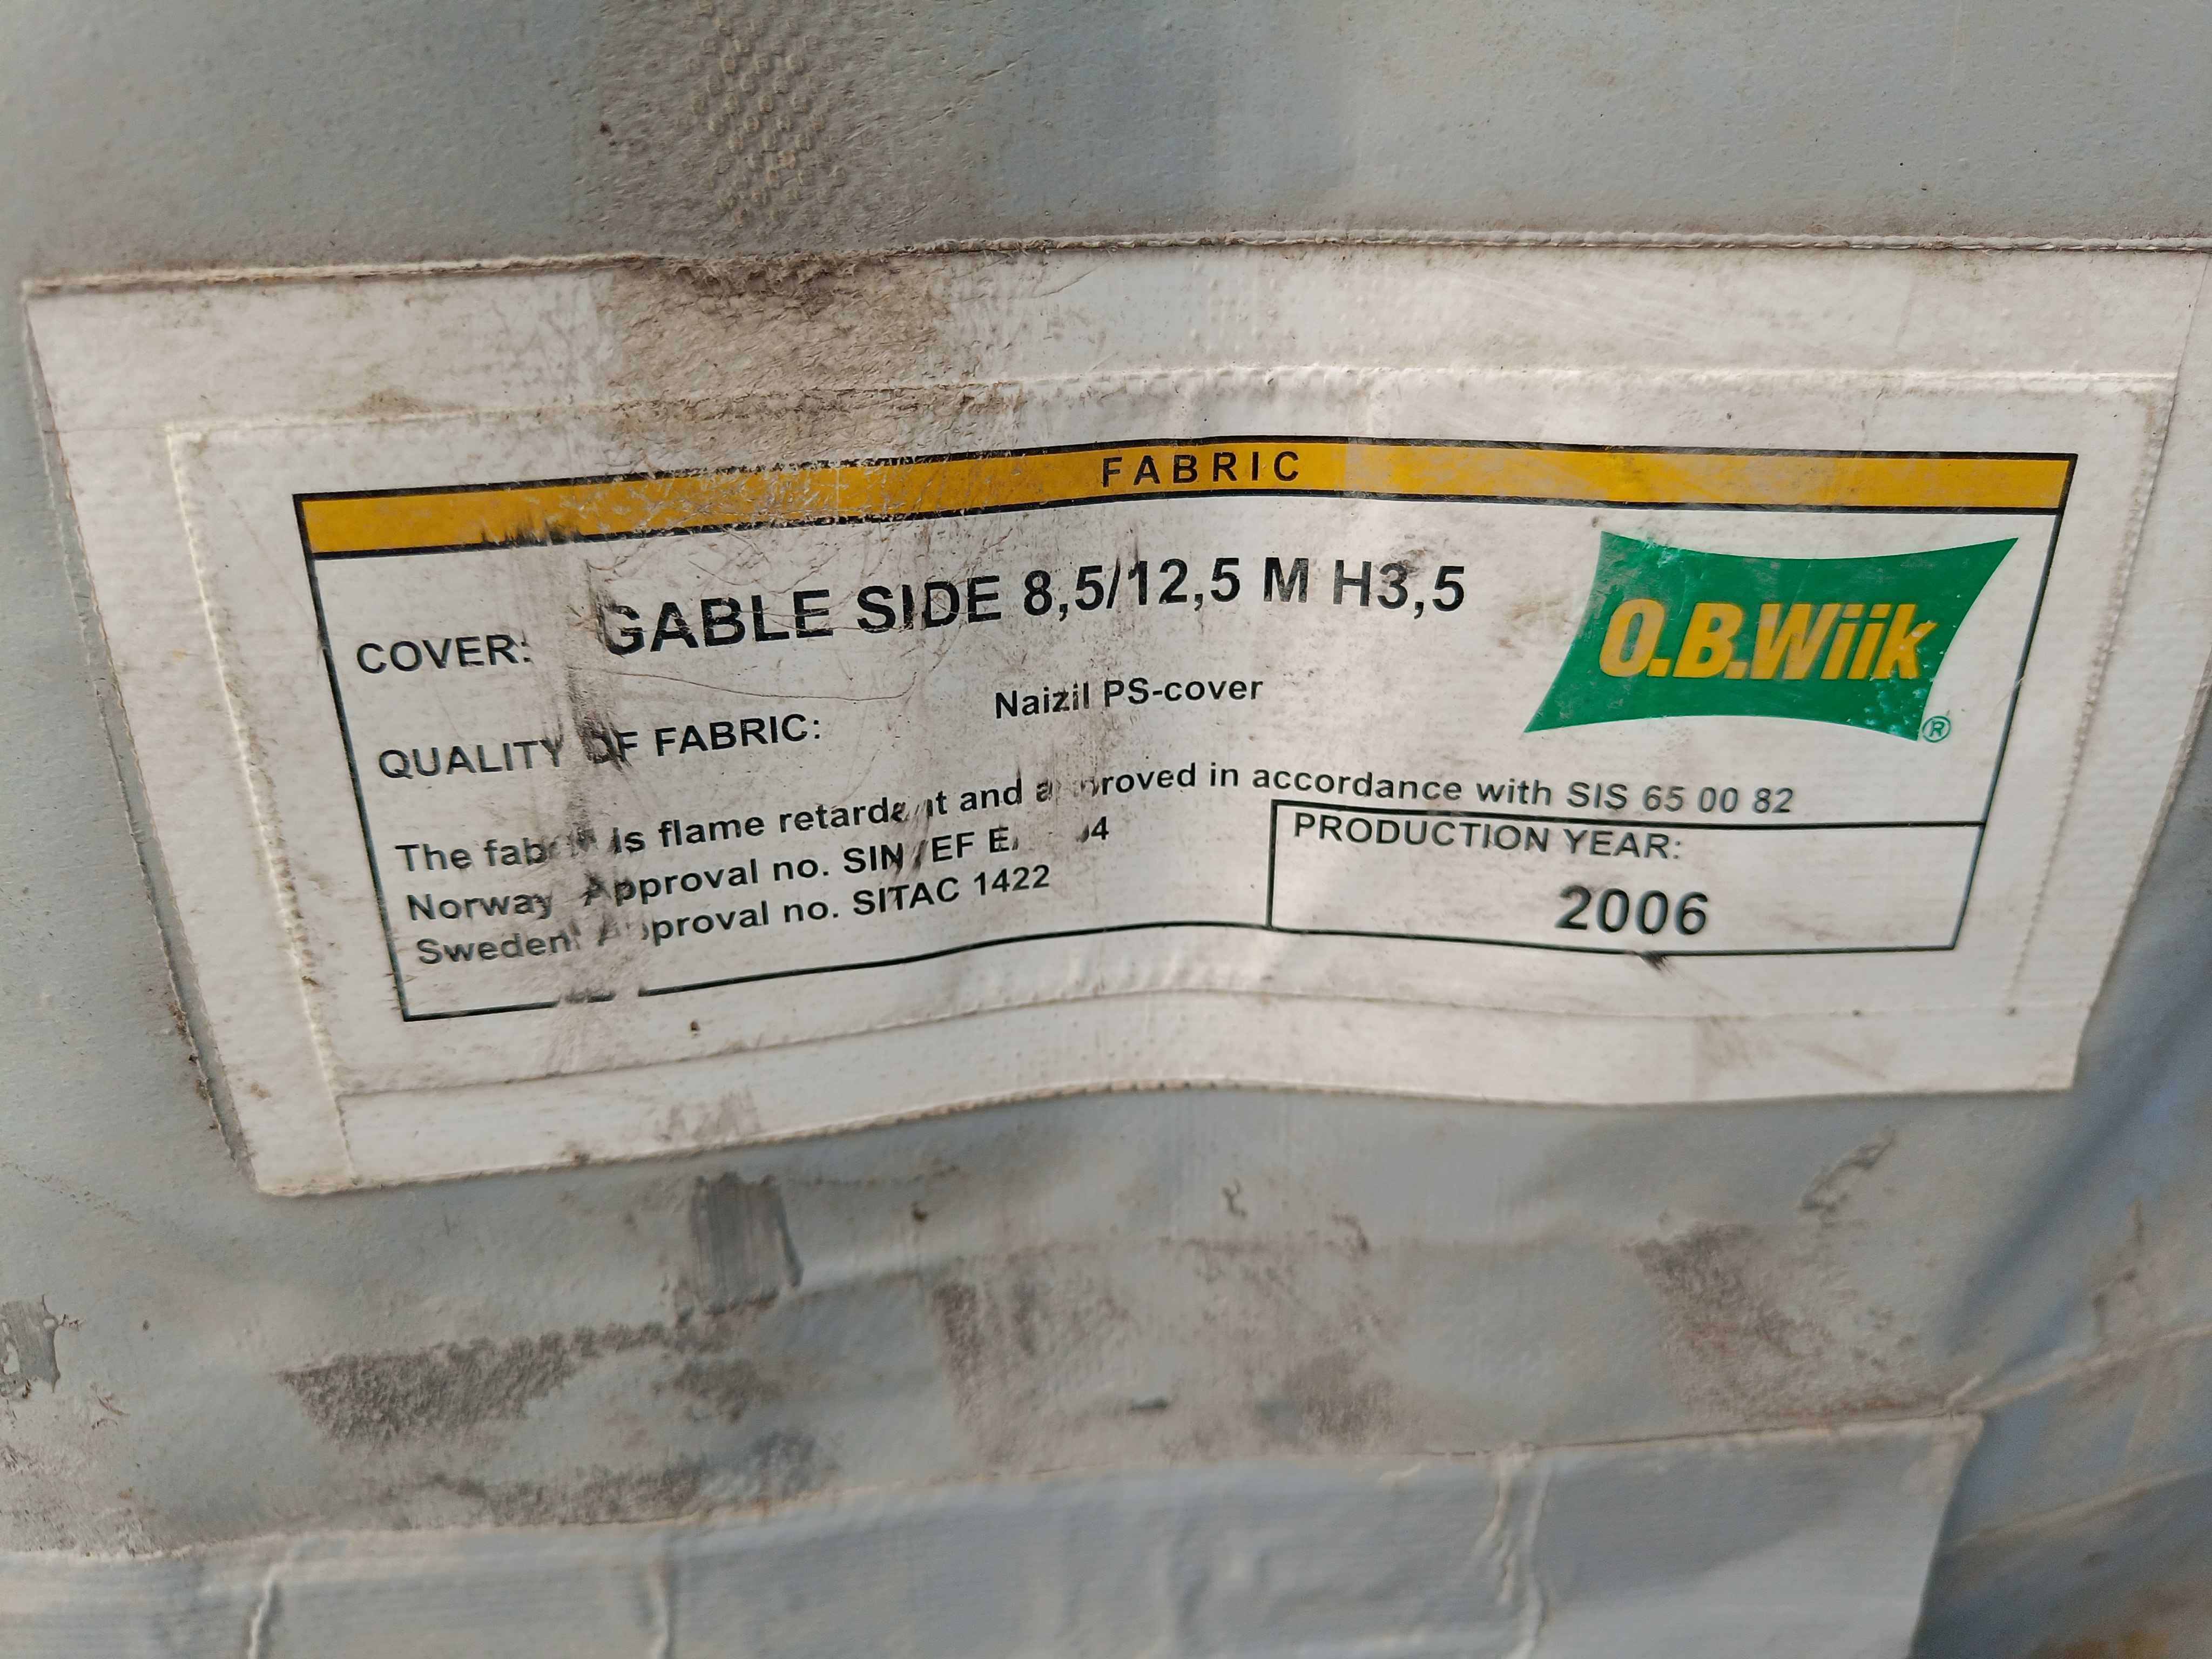 FABRIC
COVER: GABLE SIDE 8,5/12,5 M H3,5
O.B.Wiik ®
QUALITY OF FABRIC: Naizil PS-cover
The fabric is flame retardant and approved in accordance with SIS 65 00 82
Norway Approval no. SINTEF
Sweden Approval no. SITAC 1422
PRODUCTION YEAR:
2006